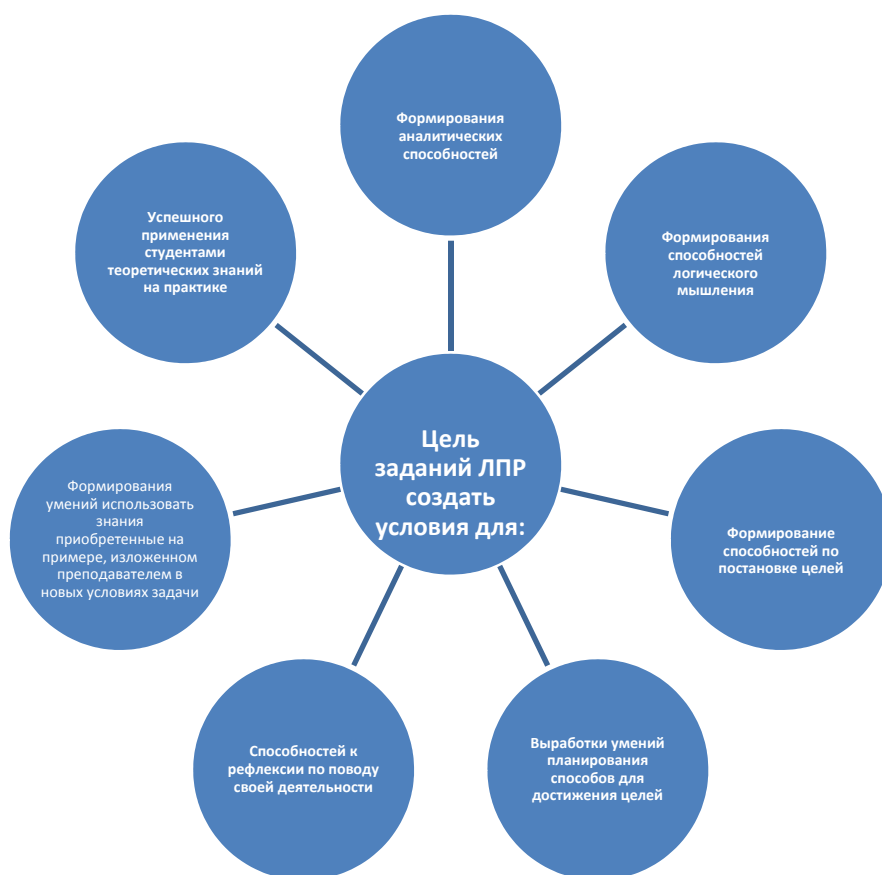 Цель
заданий ЛПР
создать
условия для:
Формирования
аналитических
способностей
Формирования
способностей
логического
мышления
Формирование
способностей по
постановке целей
Выработки умений
планирования
способов для
достижения целей
Способностей к
рефлексии по поводу
своей деятельности
Формирования
умений использовать
знания
приобретенные на
примере, изложенном
преподавателем в
новых условиях задачи
Успешного
применения
студентами
теоретических знаний
на практике